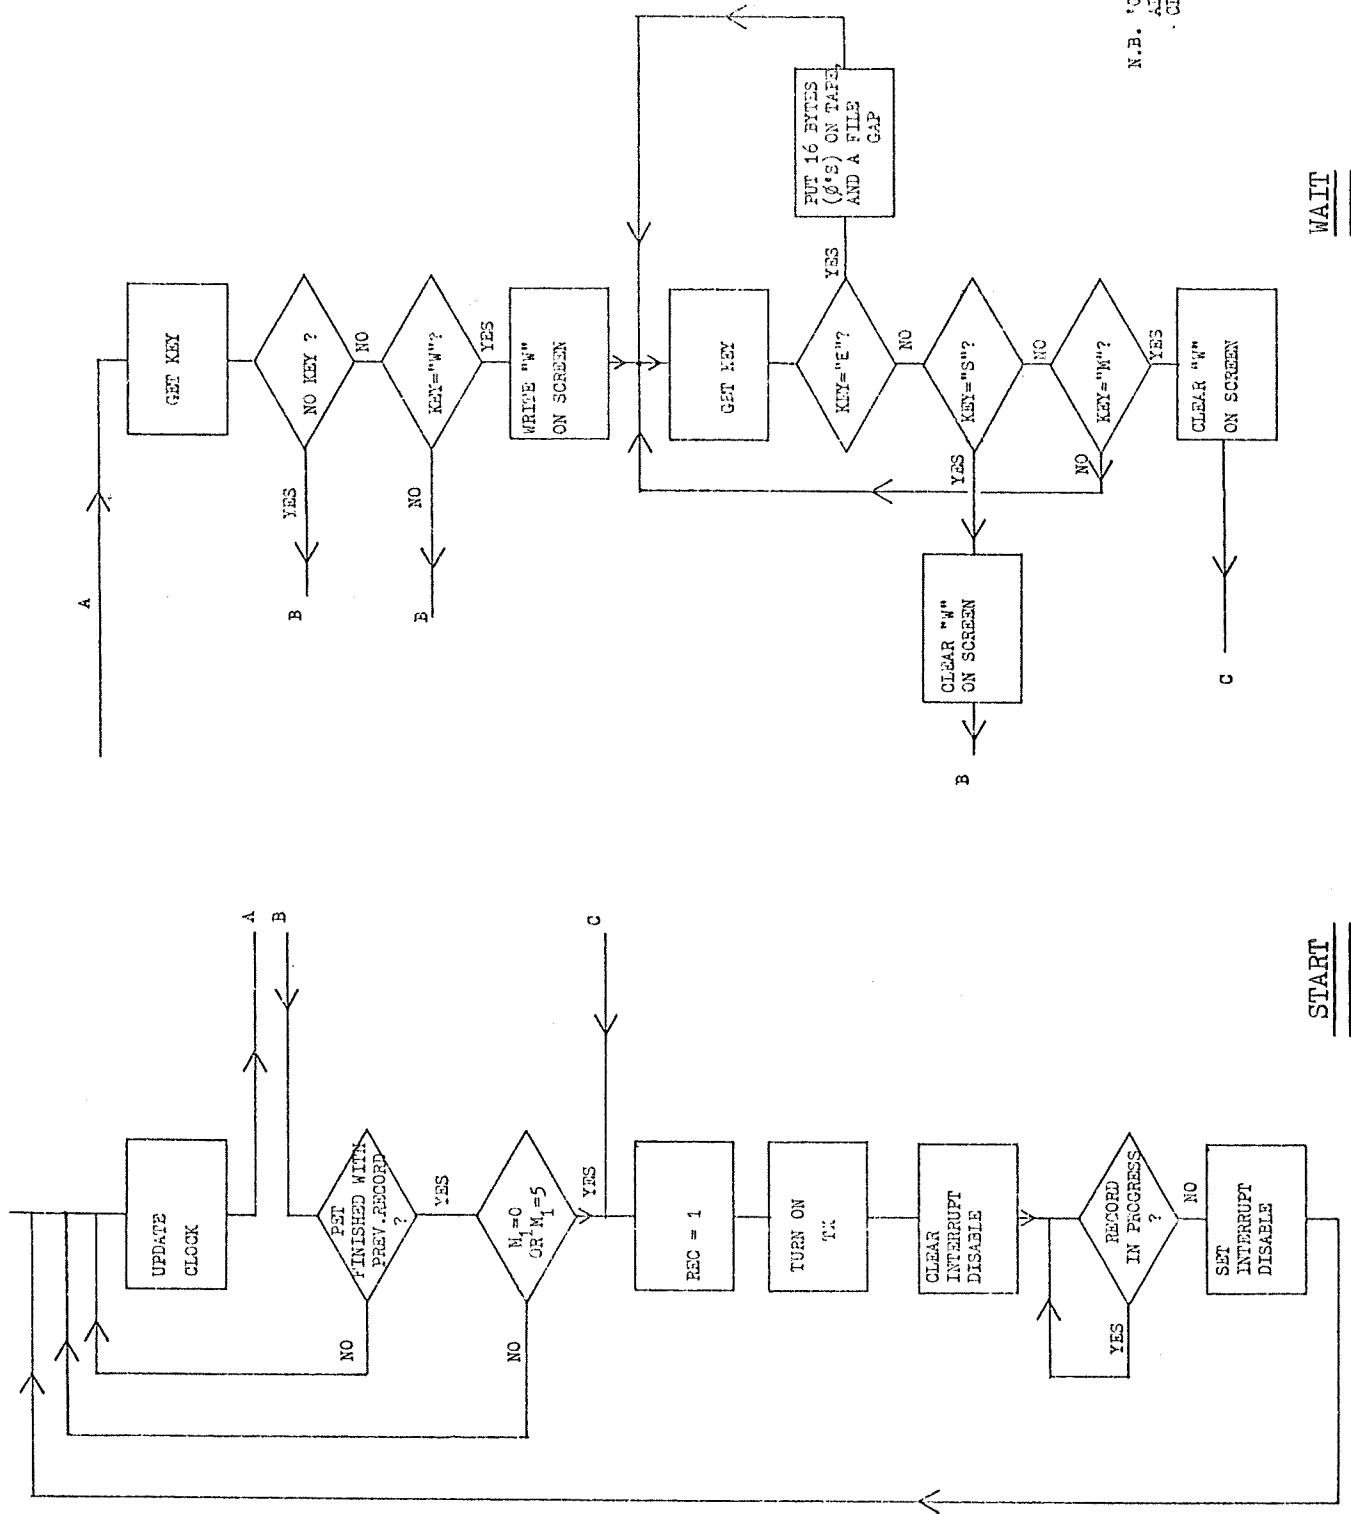 START
UPDATE
CLOCK
A
B
PET
FINISHED WITH
PREV.RECORD
?
NO
YES
M₁=0
OR M₁=5
NO
YES
C
REC = 1
TURN ON
TX
CLEAR
INTERRUPT
DISABLE
RECORD
IN PROGRESS
?
YES
NO
SET
INTERRUPT
DISABLE
WAIT
A
GET KEY
NO KEY ?
YES
B
NO
KEY="W"?
NO
B
YES
WRITE "W"
ON SCREEN
GET KEY
KEY="E"?
YES
PUT 16 BYTES
(Ø'S) ON TAPE,
AND A FILE
GAP
NO
KEY="S"?
YES
CLEAR "W"
ON SCREEN
B
NO
KEY="M"?
NO
YES
CLEAR "W"
ON SCREEN
C
N.B.